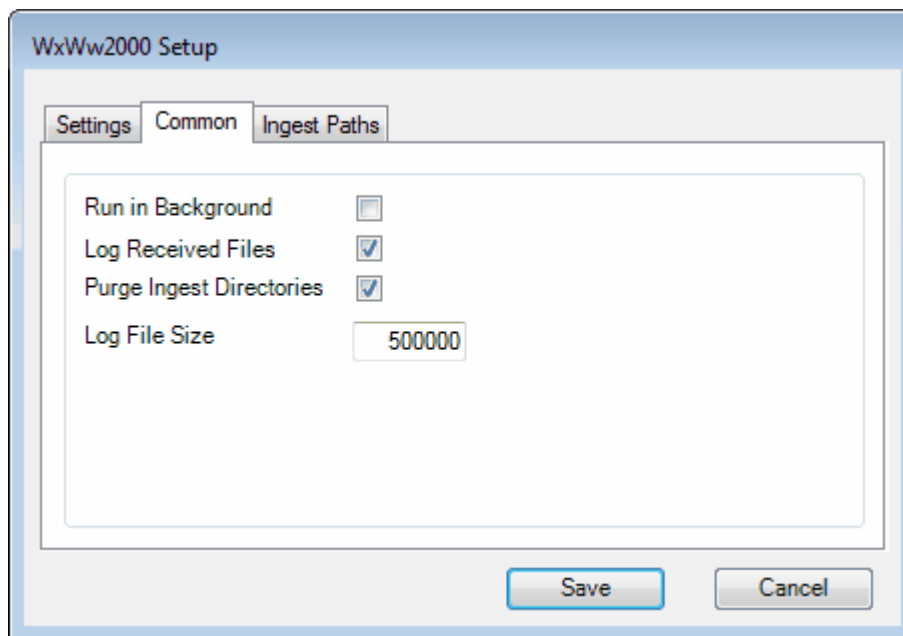 WxWw2000 Setup
Settings Common Ingest Paths
Run in Background
Log Received Files
Purge Ingest Directories
Log File Size 500000
Save Cancel